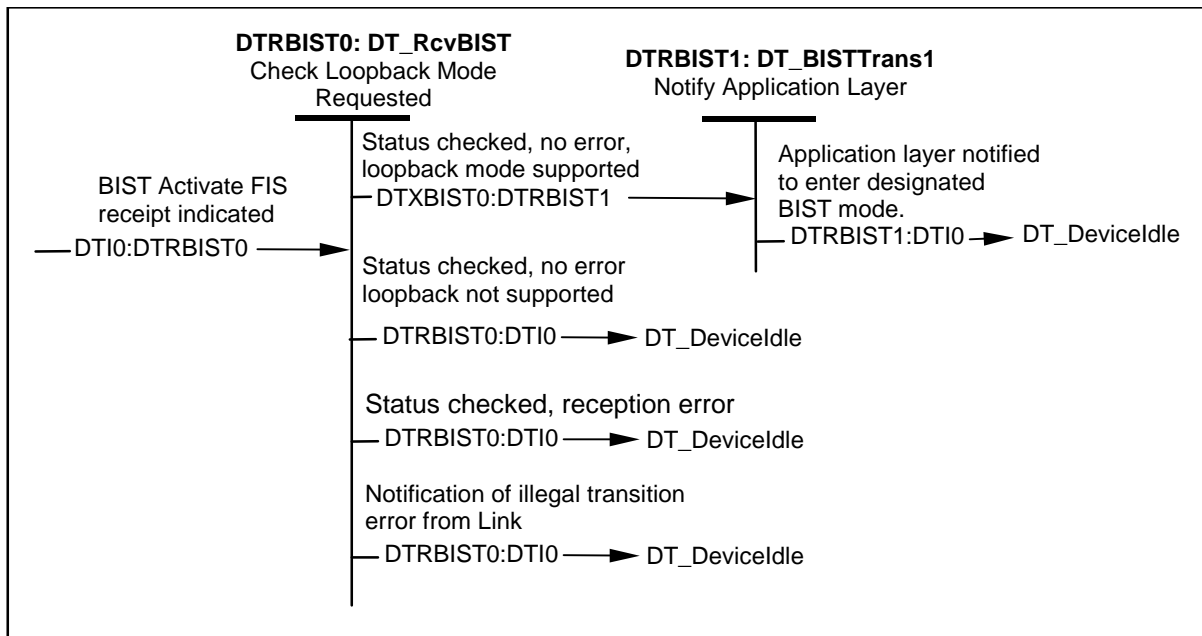 DTRBIST0: DT_RcvBIST
Check Loopback Mode
Requested
DTRBIST1: DT_BISTTrans1
Notify Application Layer
BIST Activate FIS
receipt indicated
DTI0:DTRBIST0
Status checked, no error,
loopback mode supported
DTXBIST0:DTRBIST1
Application layer notified
to enter designated
BIST mode.
DTRBIST1:DTI0
DT_DeviceIdle
Status checked, no error
loopback not supported
DTRBIST0:DTI0
DT_DeviceIdle
Status checked, reception error
DTRBIST0:DTI0
DT_DeviceIdle
Notification of illegal transition
error from Link
DTRBIST0:DTI0
DT_DeviceIdle